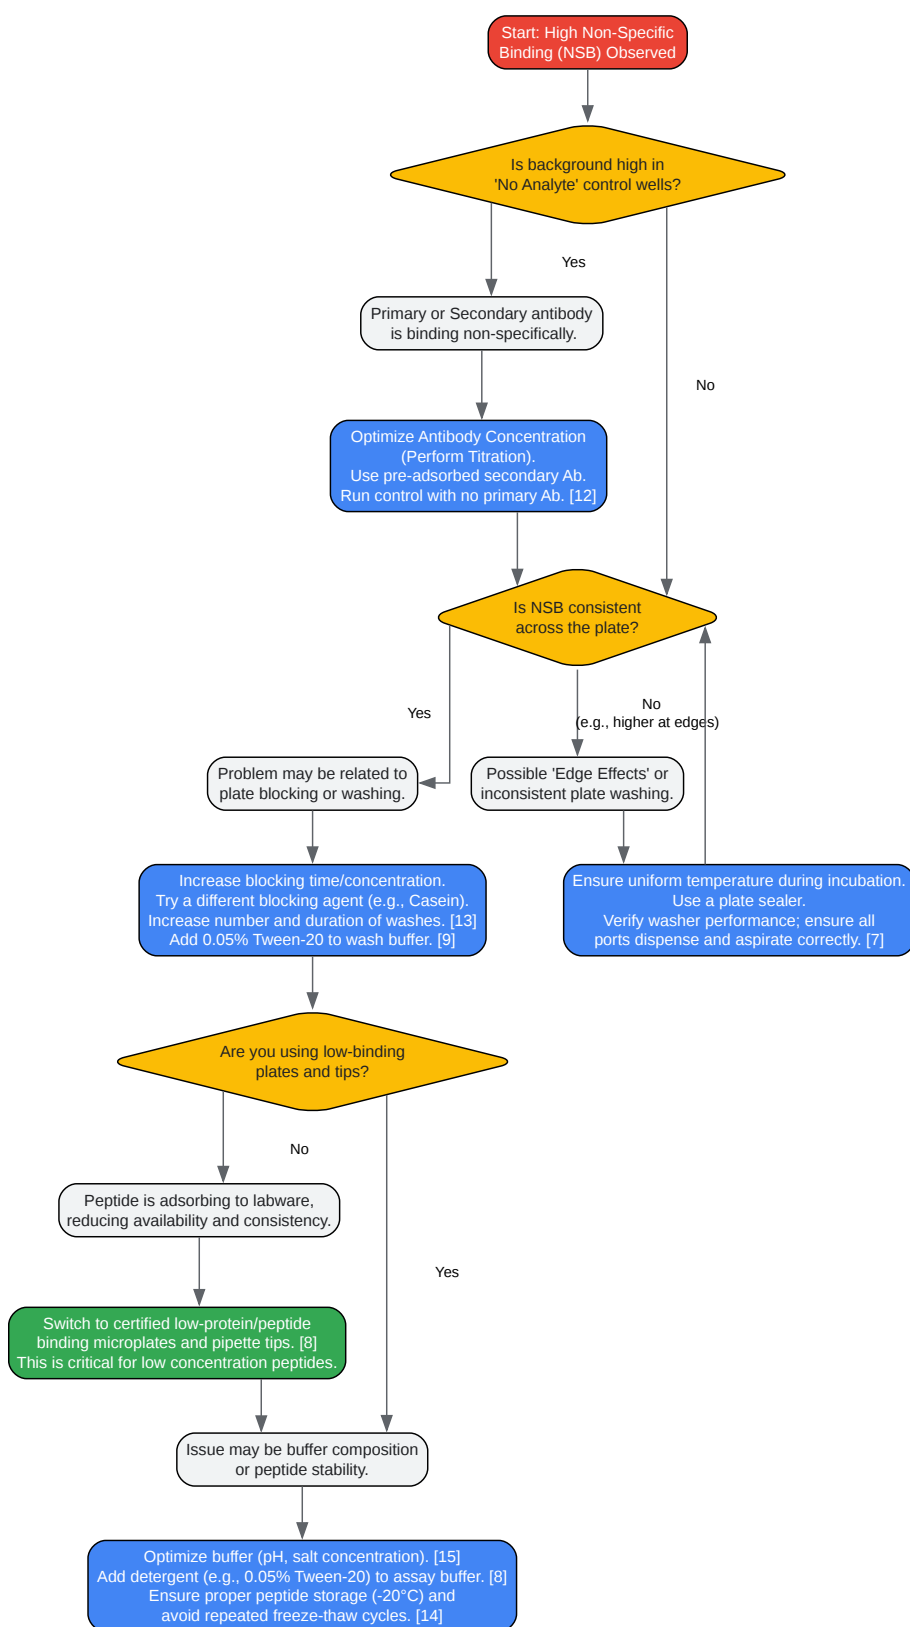 Start: High Non-Specific
Binding (NSB) Observed
Is background high in
'No Analyte' control wells?
Yes
Primary or Secondary antibody
is binding non-specifically.
No
Optimize Antibody Concentration
(Perform Titration).
Use pre-adsorbed secondary Ab.
Run control with no primary Ab. [12]
Is NSB consistent
across the plate?
Yes
No
(e.g., higher at edges)
Problem may be related to
plate blocking or washing.
Possible 'Edge Effects' or
inconsistent plate washing.
Increase blocking time/concentration.
Try a different blocking agent (e.g., Casein).
Increase number and duration of washes. [13]
Add 0.05% Tween-20 to wash buffer. [9]
Ensure uniform temperature during incubation.
Use a plate sealer.
Verify washer performance; ensure all
ports dispense and aspirate correctly. [7]
Are you using low-binding
plates and tips?
No
Peptide is adsorbing to labware,
reducing availability and consistency.
Yes
Switch to certified low-protein/peptide
binding microplates and pipette tips. [8]
This is critical for low concentration peptides.
Issue may be buffer composition
or peptide stability.
Optimize buffer (pH, salt concentration). [15]
Add detergent (e.g., 0.05% Tween-20) to assay buffer. [8]
Ensure proper peptide storage (-20°C) and
avoid repeated freeze-thaw cycles. [14]